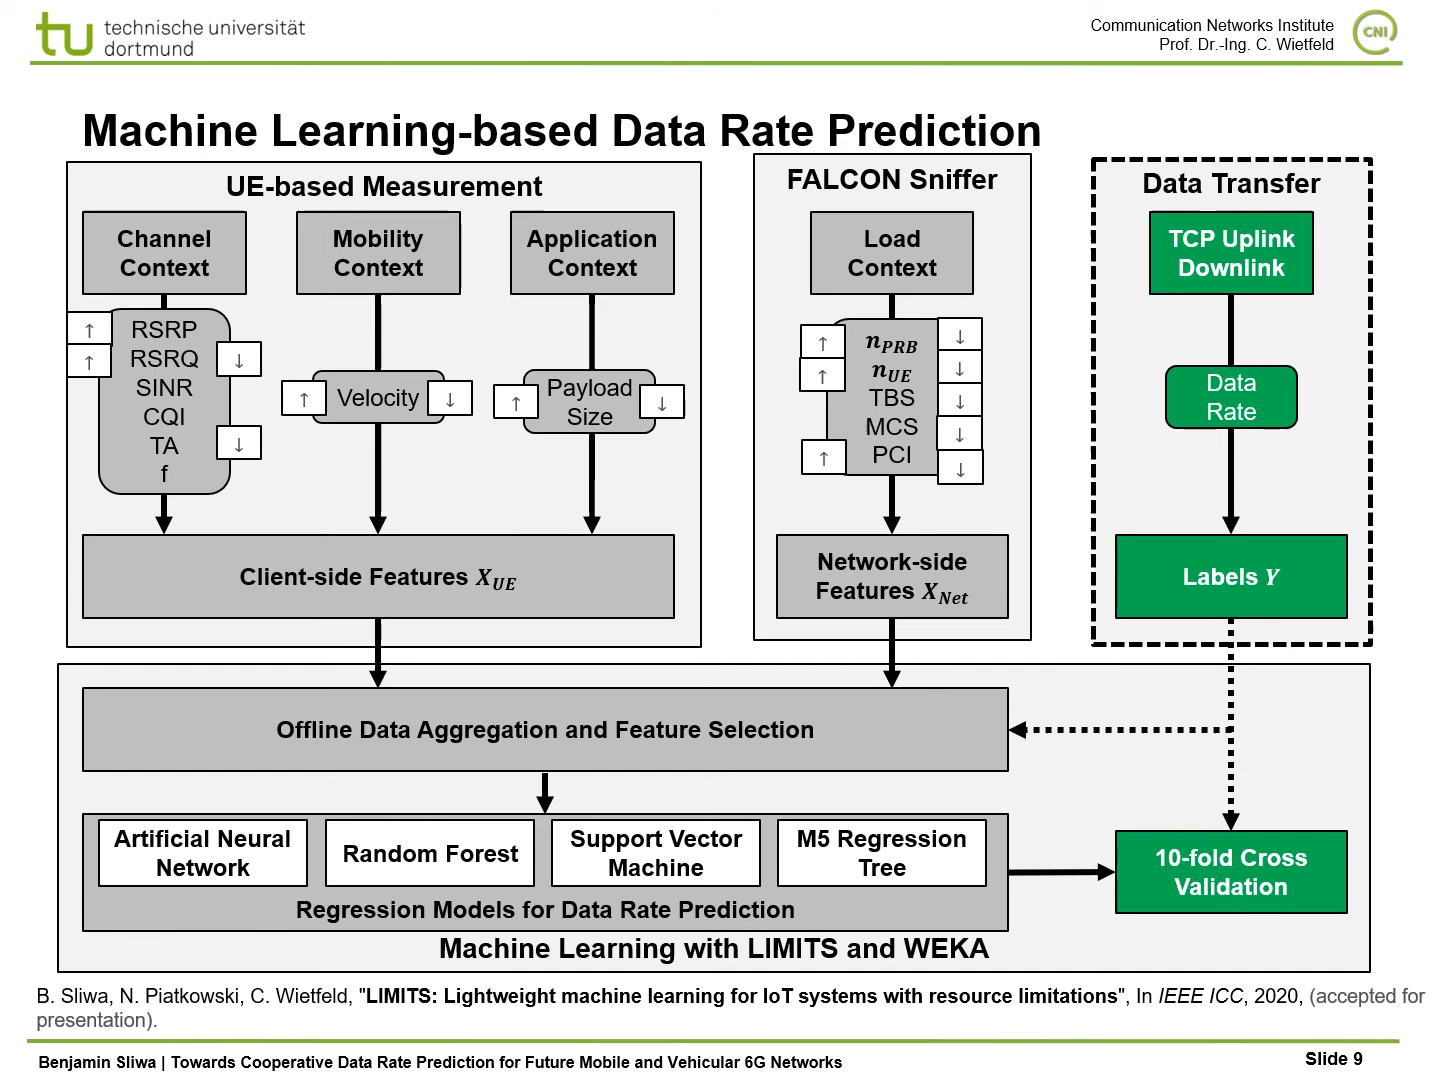 technische universität
dortmund
Communication Networks Institute
Prof. Dr.-Ing. C. Wietfeld
CNI
Machine Learning-based Data Rate Prediction
UE-based Measurement
Channel
Context
Mobility
Context
Application
Context
↑
↑
RSRP
RSRQ
SINR
CQI
TA
f
↓
↓
↑
Velocity
↓
↑
Payload
Size
↓
Client-side Features X_UE
FALCON Sniffer
Load
Context
↑
↑
↑
n_PRB
n_UE
TBS
MCS
PCI
↓
↓
↓
↓
↓
Network-side
Features X_Net
Data Transfer
TCP Uplink
Downlink
Data
Rate
Labels Y
Offline Data Aggregation and Feature Selection
Artificial Neural
Network
Random Forest
Support Vector
Machine
M5 Regression
Tree
Regression Models for Data Rate Prediction
10-fold Cross
Validation
Machine Learning with LIMITS and WEKA
B. Sliwa, N. Piatkowski, C. Wietfeld, "LIMITS: Lightweight machine learning for IoT systems with resource limitations", In IEEE ICC, 2020, (accepted for
presentation).
Benjamin Sliwa | Towards Cooperative Data Rate Prediction for Future Mobile and Vehicular 6G Networks
Slide 9